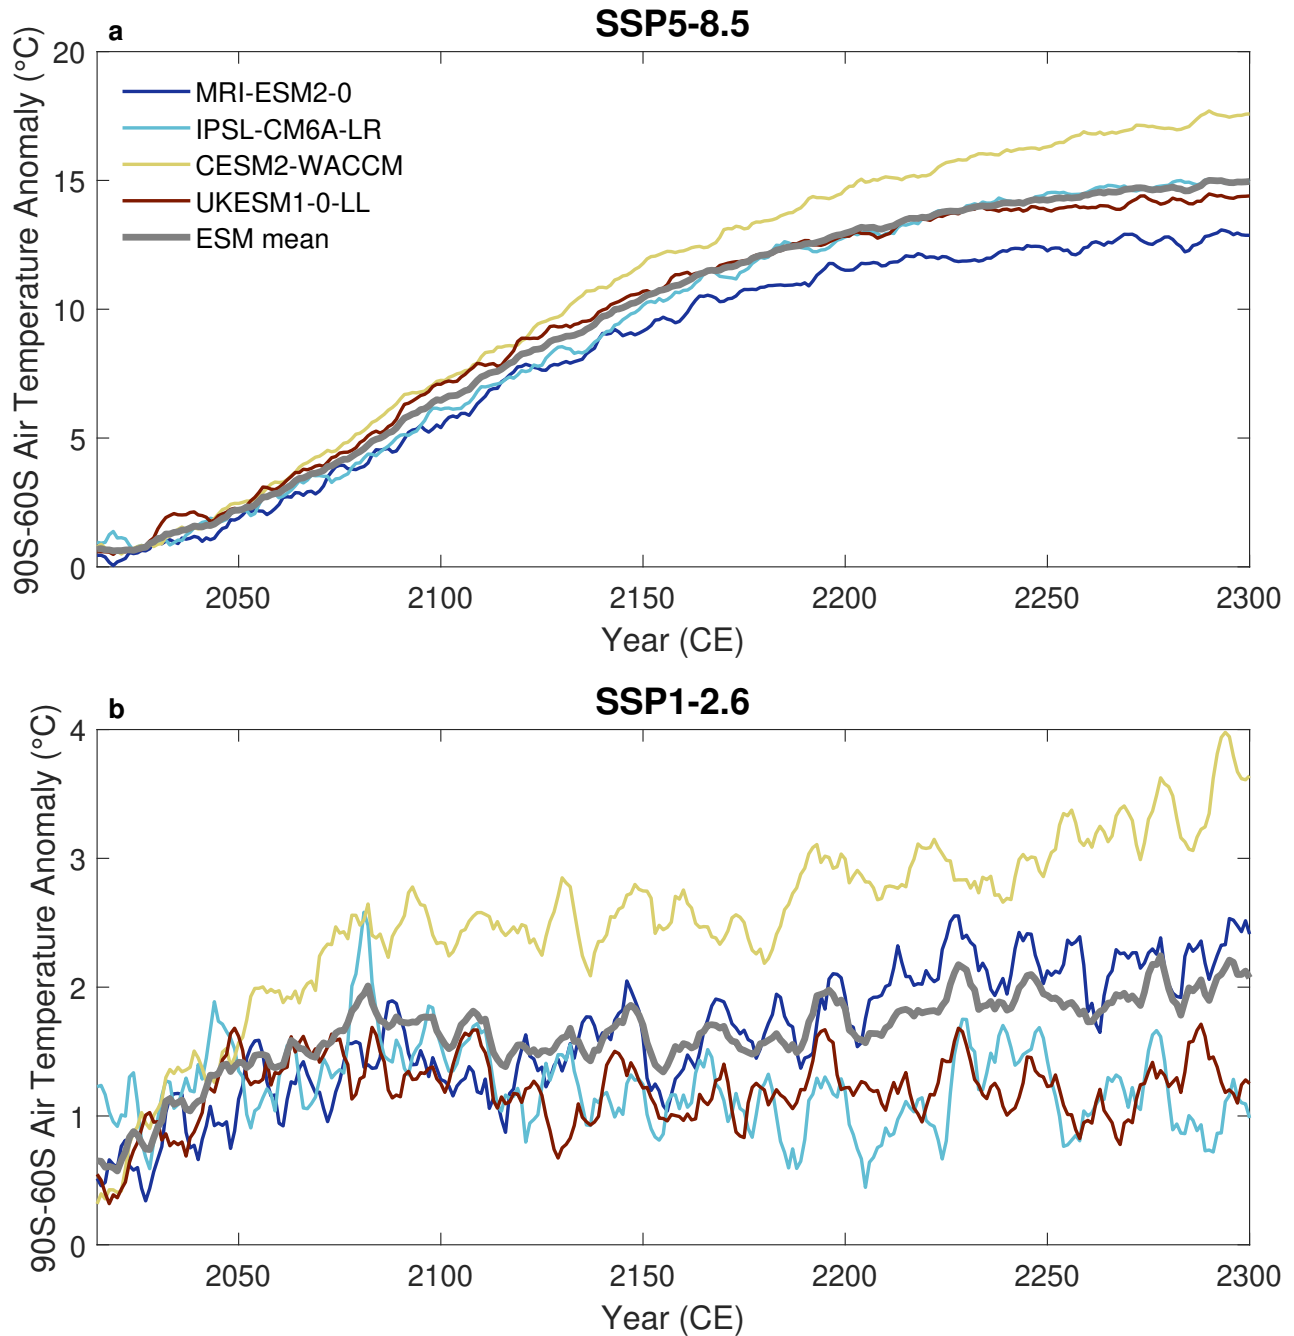 a
SSP5-8.5
90S-60S Air Temperature Anomaly (°C)
20
15
10
5
0
MRI-ESM2-0
IPSL-CM6A-LR
CESM2-WACCM
UKESM1-0-LL
ESM mean
2050 2100 2150 2200 2250 2300
Year (CE)
b
SSP1-2.6
90S-60S Air Temperature Anomaly (°C)
4
3
2
1
0
2050 2100 2150 2200 2250 2300
Year (CE)